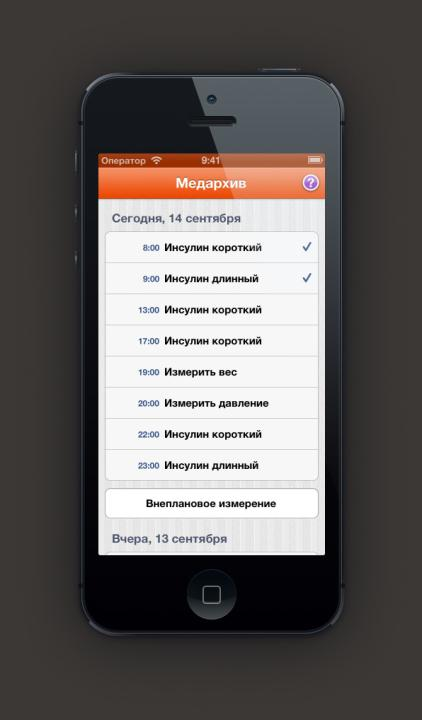 Оператор 9:41
Медархив ?
Сегодня, 14 сентября
8:00 Инсулин короткий
9:00 Инсулин длинный
13:00 Инсулин короткий
17:00 Инсулин короткий
19:00 Измерить вес
20:00 Измерить давление
22:00 Инсулин короткий
23:00 Инсулин длинный
Внеплановое измерение
Вчера, 13 сентября